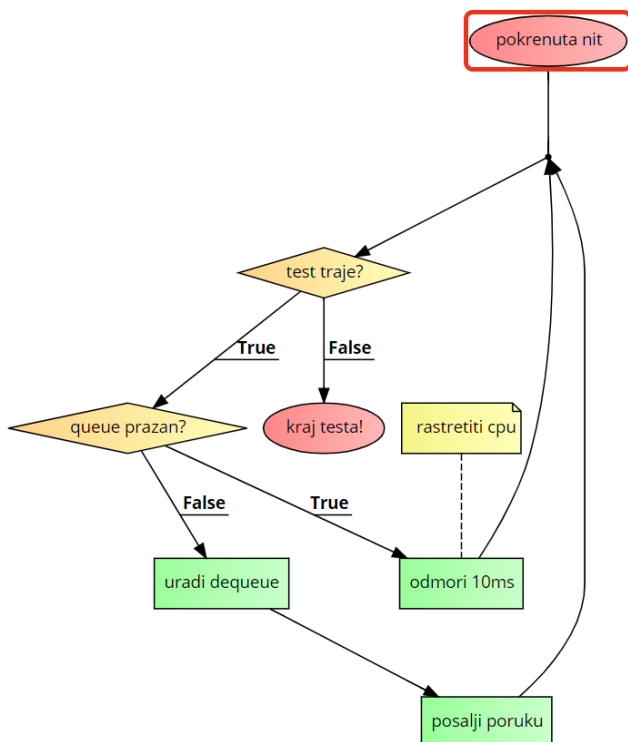 pokrenuta nit
test traje?
True
False
queue prazan?
kraj testa!
rastretiti cpu
False
True
uradi dequeue
odmori 10ms
posalji poruku